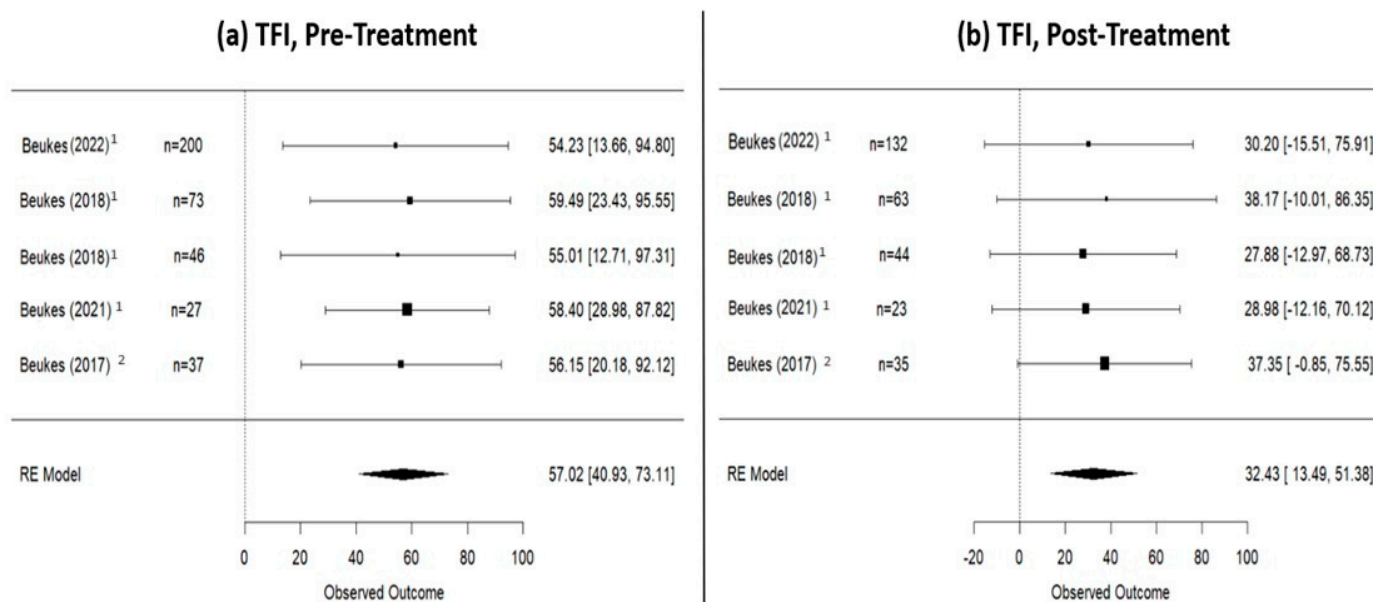 (a) TFI, Pre-Treatment
Beukes (2022)¹ n=200 54.23 [13.66, 94.80]
Beukes (2018)¹ n=73 59.49 [23.43, 95.55]
Beukes (2018)¹ n=46 55.01 [12.71, 97.31]
Beukes (2021) ¹ n=27 58.40 [28.98, 87.82]
Beukes (2017) ² n=37 56.15 [20.18, 92.12]
RE Model 57.02 [40.93, 73.11]
0 20 40 60 80 100
Observed Outcome
(b) TFI, Post-Treatment
Beukes (2022) ¹ n=132 30.20 [-15.51, 75.91]
Beukes (2018) ¹ n=63 38.17 [-10.01, 86.35]
Beukes (2018)¹ n=44 27.88 [-12.97, 68.73]
Beukes (2021) ¹ n=23 28.98 [-12.16, 70.12]
Beukes (2017) ² n=35 37.35 [ -0.85, 75.55]
RE Model 32.43 [ 13.49, 51.38]
-20 0 20 40 60 80 100
Observed Outcome